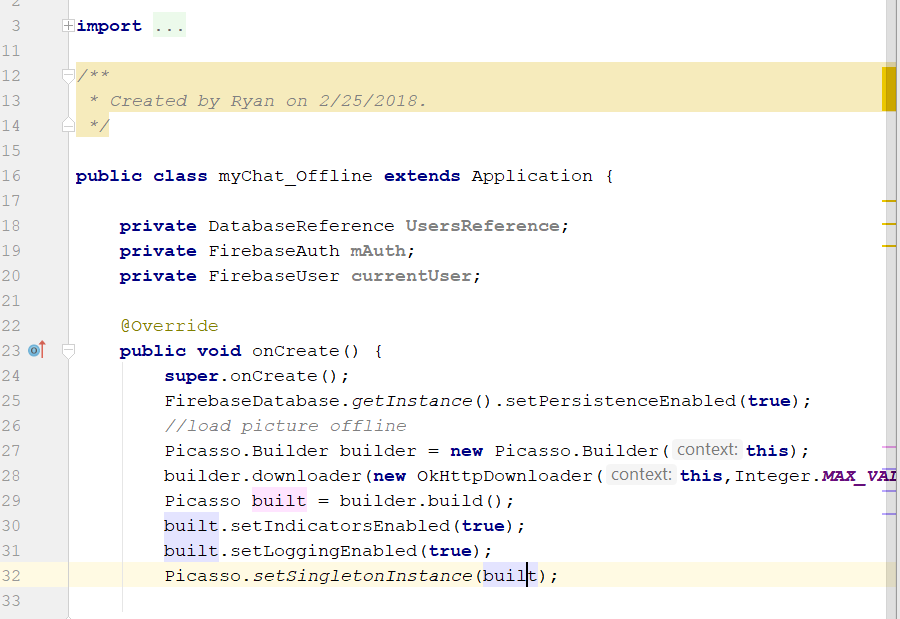 2
3 import ...
11
12 /**
13 * Created by Ryan on 2/25/2018.
14 */
15
16 public class myChat_Offline extends Application {
17
18 private DatabaseReference UsersReference;
19 private FirebaseAuth mAuth;
20 private FirebaseUser currentUser;
21
22 @Override
23 public void onCreate() {
24 super.onCreate();
25 FirebaseDatabase.getInstance().setPersistenceEnabled(true);
26 //load picture offline
27 Picasso.Builder builder = new Picasso.Builder( context: this);
28 builder.downloader(new OkHttpDownloader( context: this,Integer.MAX_VAL
29 Picasso built = builder.build();
30 built.setIndicatorsEnabled(true);
31 built.setLoggingEnabled(true);
32 Picasso.setSingletonInstance(built);
33